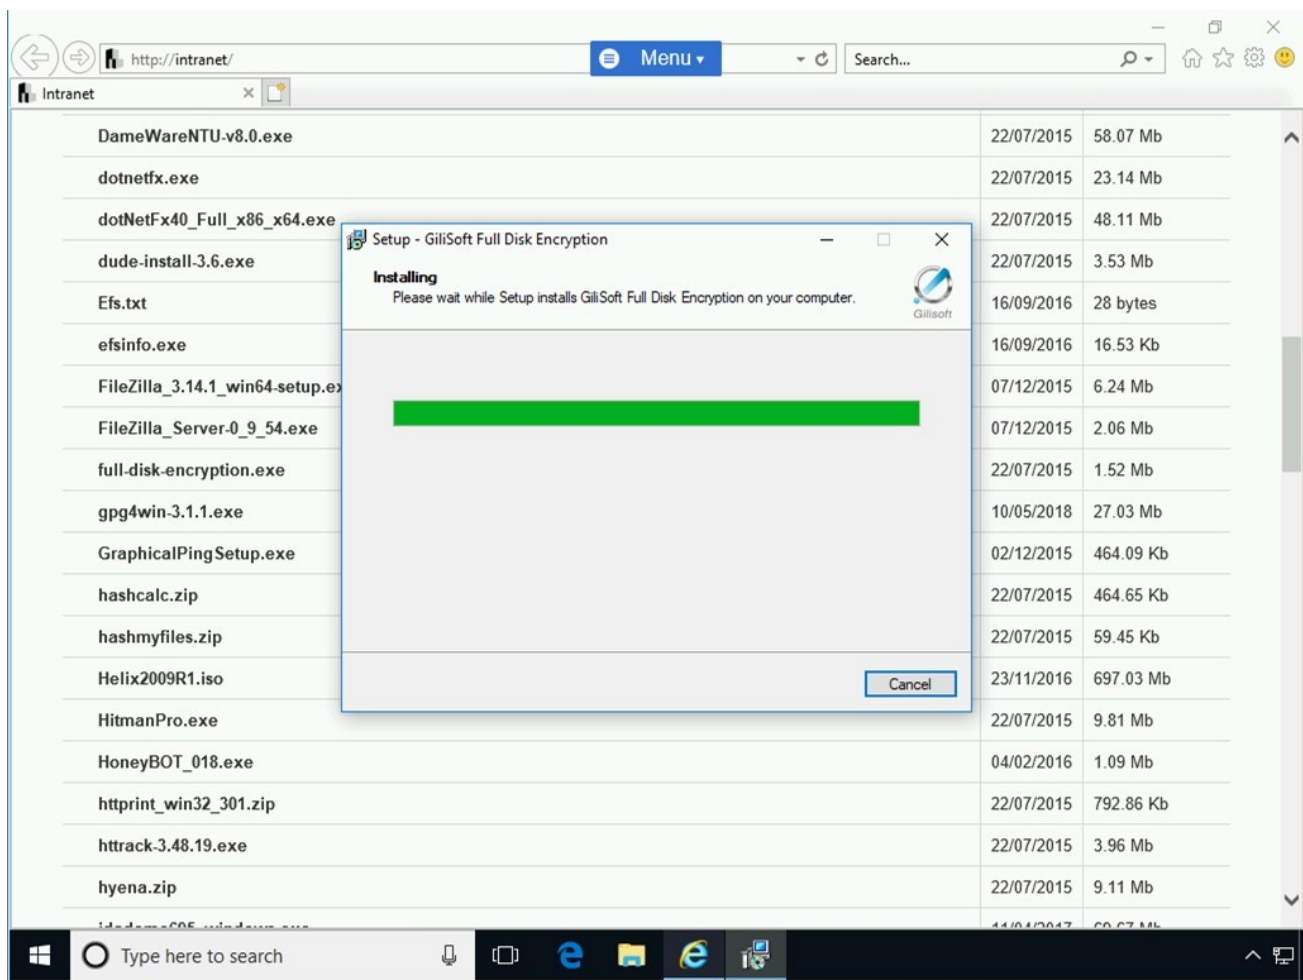 http://intranet/
Menu
Search...
Intranet
DameWareNTU-v8.0.exe 22/07/2015 58.07 Mb
dotnetfx.exe 22/07/2015 23.14 Mb
dotNetFx40_Full_x86_x64.exe 22/07/2015 48.11 Mb
Setup - GiliSoft Full Disk Encryption
dude-install-3.6.exe 22/07/2015 3.53 Mb
Installing
Please wait while Setup installs GiliSoft Full Disk Encryption on your computer.
Gilisoft
Efs.txt 16/09/2016 28 bytes
efsinfo.exe 16/09/2016 16.53 Kb
FileZilla_3.14.1_win64-setup.ex 07/12/2015 6.24 Mb
FileZilla_Server-0_9_54.exe 07/12/2015 2.06 Mb
full-disk-encryption.exe 22/07/2015 1.52 Mb
gpg4win-3.1.1.exe 10/05/2018 27.03 Mb
GraphicalPingSetup.exe 02/12/2015 464.09 Kb
hashcalc.zip 22/07/2015 464.65 Kb
hashmyfiles.zip 22/07/2015 59.45 Kb
Helix2009R1.iso 23/11/2016 697.03 Mb
Cancel
HitmanPro.exe 22/07/2015 9.81 Mb
HoneyBOT_018.exe 04/02/2016 1.09 Mb
httprint_win32_301.zip 22/07/2015 792.86 Kb
httrack-3.48.19.exe 22/07/2015 3.96 Mb
hyena.zip 22/07/2015 9.11 Mb
Type here to search